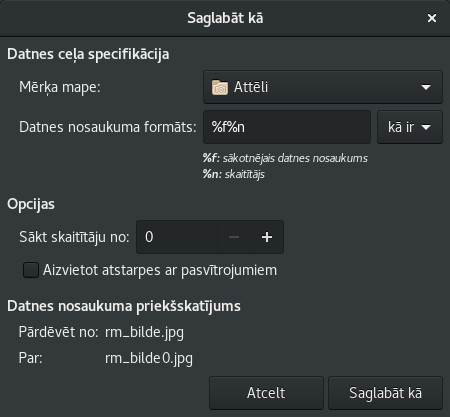 Saglabāt kā
Datnes ceļa specifikācija
Mērķa mape: Attēli
Datnes nosaukuma formāts: %f%n kā ir
%f: sākotnējais datnes nosaukums
%n: skaitītājs
Opcijas
Sākt skaitītāju no: 0
Aizvietot atstarpes ar pasvītrojumiem
Datnes nosaukuma priekšskatījums
Pārdēvēt no: rm_bilde.jpg
Par: rm_bilde0.jpg
Atcelt Saglabāt kā